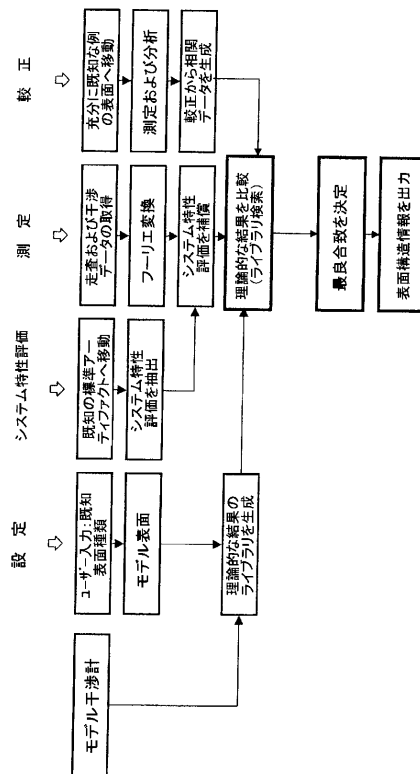 設 定
システム特性評価
測 定
較 正
モデル干渉計
ユーザー入力:既知
表面種類
モデル表面
理論的な結果の
ライブラリを生成
既知の標準アー
ティファクトへ移動
システム特性
評価を抽出
走査および干渉
データの取得
フーリエ変換
システム特性
評価を補償
充分に既知な例
の表面へ移動
測定および分析
較正から相関
データを生成
理論的な結果を比較
(ライブラリ検索)
最良合致を決定
表面構造情報を出力